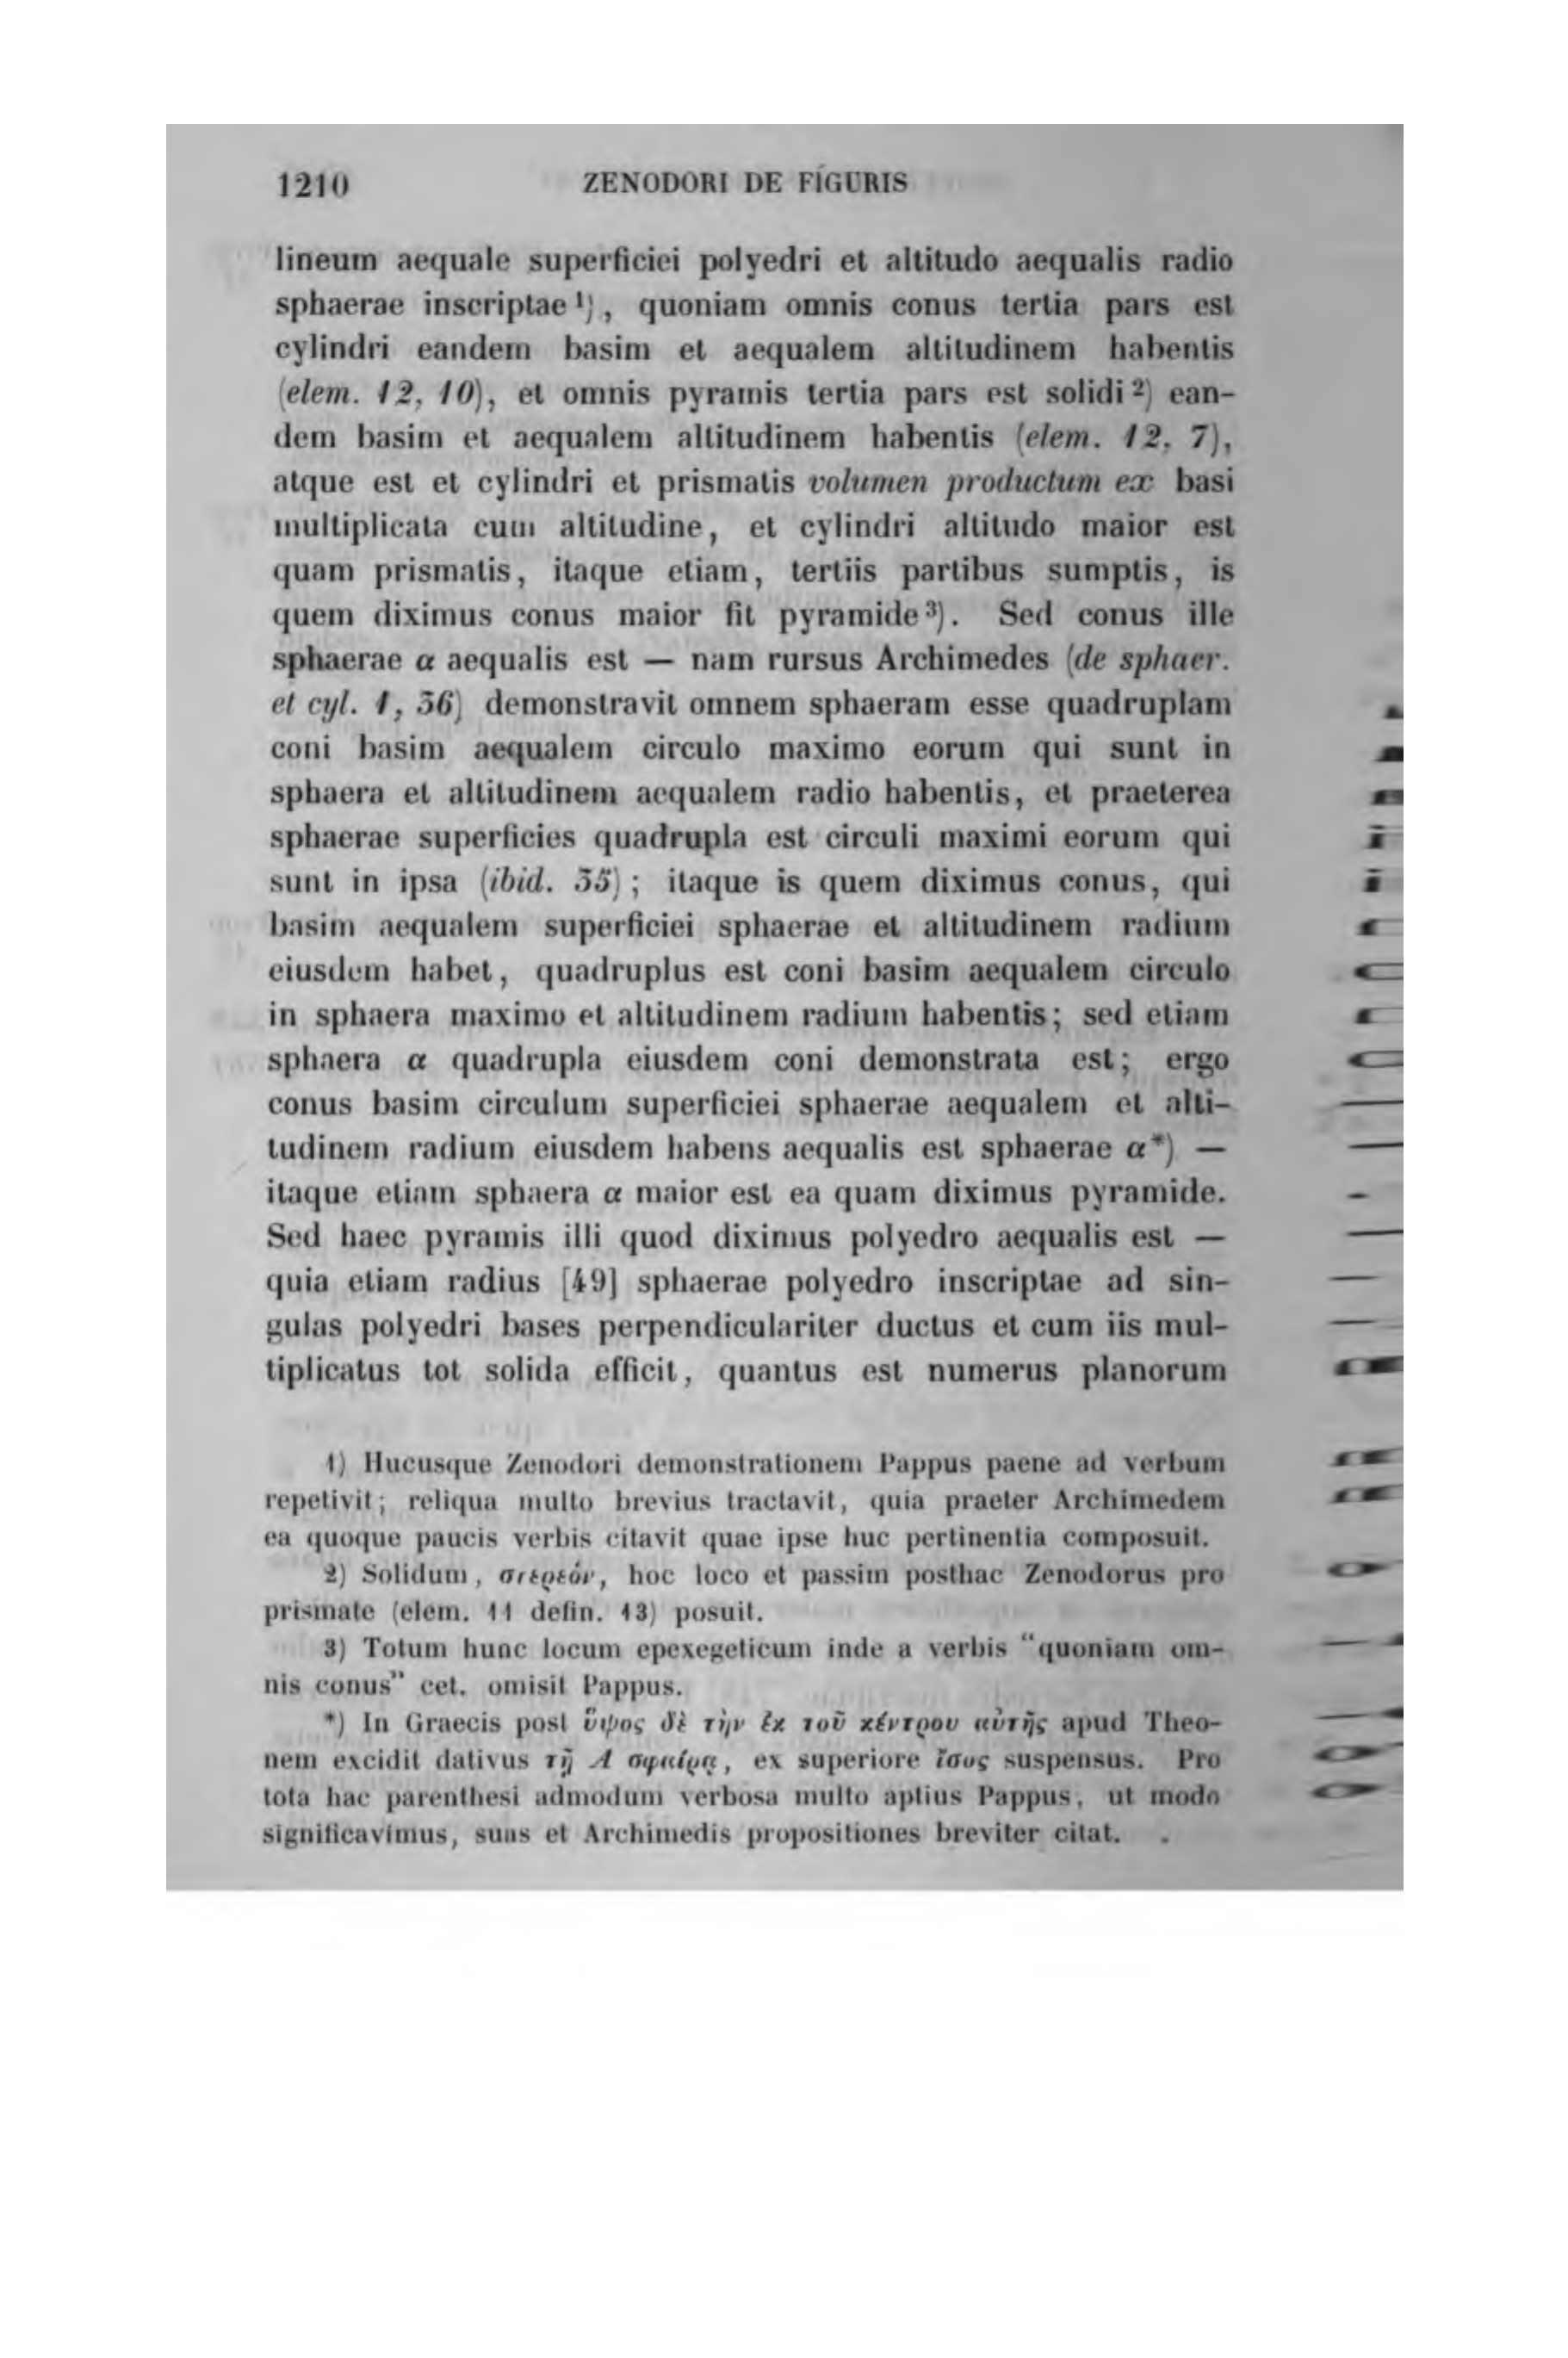 1210 ZENODORI DE FIGURIS
lineum aequale superficiei polyedri et altitudo aequalis radio
sphaerae inscriptae ¹), quoniam omnis conus tertia pars est
cylindri eandem basim et aequalem altitudinem habentis
(elem. 12, 10), et omnis pyramis tertia pars est solidi ²) ean-
dem basim et aequalem altitudinem habentis (elem. 12, 7),
atque est et cylindri et prismatis volumen productum ex basi
multiplicata cum altitudine, et cylindri altitudo maior est
quam prismatis, itaque etiam, tertiis partibus sumptis, is
quem diximus conus maior fit pyramide ³). Sed conus ille
sphaerae α aequalis est — nam rursus Archimedes (de sphaer.
et cyl. 1, 36) demonstravit omnem sphaeram esse quadruplam
coni basim aequalem circulo maximo eorum qui sunt in
sphaera et altitudinem aequalem radio habentis, et praeterea
sphaerae superficies quadrupla est circuli maximi eorum qui
sunt in ipsa (ibid. 35); itaque is quem diximus conus, qui
basim aequalem superficiei sphaerae et altitudinem radium
eiusdem habet, quadruplus est coni basim aequalem circulo
in sphaera maximo et altitudinem radium habentis; sed etiam
sphaera α quadrupla eiusdem coni demonstrata est; ergo
conus basim circulum superficiei sphaerae aequalem et alti-
tudinem radium eiusdem habens aequalis est sphaerae α*) —
itaque etiam sphaera α maior est ea quam diximus pyramide.
Sed haec pyramis illi quod diximus polyedro aequalis est —
quia etiam radius [49] sphaerae polyedro inscriptae ad sin-
gulas polyedri bases perpendiculariter ductus et cum iis mul-
tiplicatus tot solida efficit, quantus est numerus planorum
1) Hucusque Zenodori demonstrationem Pappus paene ad verbum
repetivit; reliqua multo brevius tractavit, quia praeter Archimedem
ea quoque paucis verbis citavit quae ipse huc pertinentia composuit.
2) Solidum, στερεόν, hoc loco et passim posthac Zenodorus pro
prismate (elem. 11 defin. 13) posuit.
3) Totum hunc locum epexegeticum inde a verbis "quoniam om-
nis conus" cet. omisit Pappus.
*) In Graecis post ὕψος δὲ τὴν ἐκ τοῦ κέντρου αὐτῆς apud Theo-
nem excidit dativus τῇ Α σφαίρᾳ, ex superiore ἴσος suspensus. Pro
tota hac parenthesi admodum verbosa multo aptius Pappus, ut modo
significavimus, suas et Archimedis propositiones breviter citat.